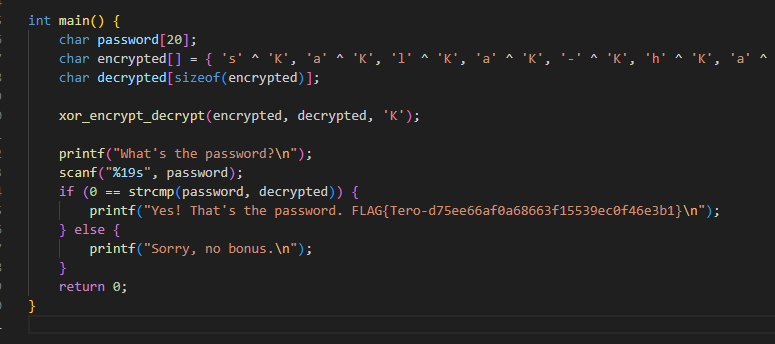 int main() {
char password[20];
char encrypted[] = { 's' ^ 'K', 'a' ^ 'K', 'l' ^ 'K', 'a' ^ 'K', '-' ^ 'K', 'h' ^ 'K', 'a' ^
char decrypted[sizeof(encrypted)];
xor_encrypt_decrypt(encrypted, decrypted, 'K');
printf("What's the password?\n");
scanf("%19s", password);
if (0 == strcmp(password, decrypted)) {
printf("Yes! That's the password. FLAG{Tero-d75ee66af0a68663f15539ec0f46e3b1}\n");
} else {
printf("Sorry, no bonus.\n");
}
return 0;
}